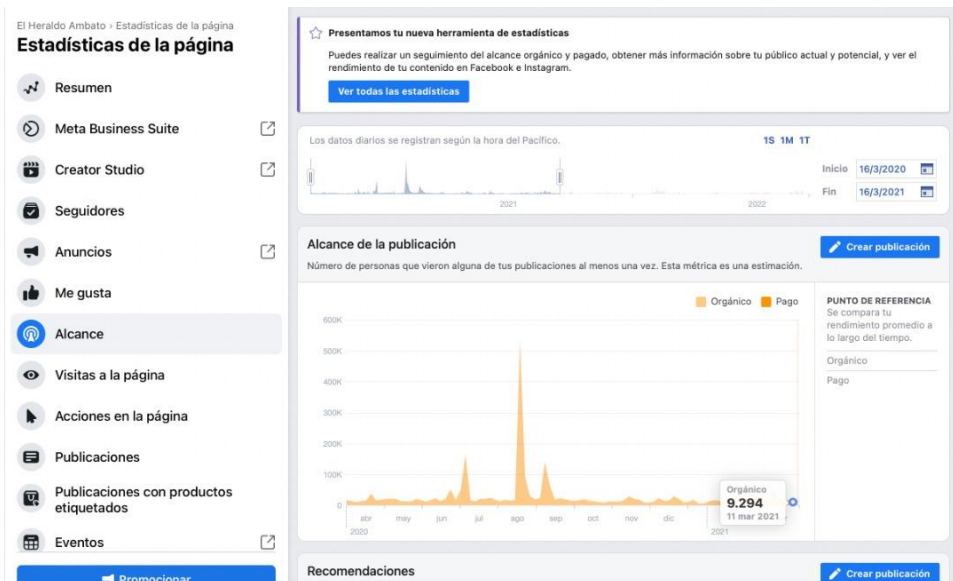 El Heraldo Ambato › Estadísticas de la página
Estadísticas de la página
Resumen
Meta Business Suite
Creator Studio
Seguidores
Anuncios
Me gusta
Alcance
Visitas a la página
Acciones en la página
Publicaciones
Publicaciones con productos
etiquetados
Eventos
Promocionar
Presentamos tu nueva herramienta de estadísticas
Puedes realizar un seguimiento del alcance orgánico y pagado, obtener más información sobre tu público actual y potencial, y ver el
rendimiento de tu contenido en Facebook e Instagram.
Ver todas las estadísticas
Los datos diarios se registran según la hora del Pacífico.
1S 1M 1T
Inicio 16/3/2020
Fin 16/3/2021
2021 2022
Alcance de la publicación
Crear publicación
Número de personas que vieron alguna de tus publicaciones al menos una vez. Esta métrica es una estimación.
Orgánico Pago
600K
500K
400K
300K
200K
100K
0
abr may jun jul ago sep oct nov dic
2020 2021
Orgánico
9.294
11 mar 2021
PUNTO DE REFERENCIA
Se compara tu
rendimiento promedio a
lo largo del tiempo.
Orgánico
Pago
Recomendaciones
Crear publicación